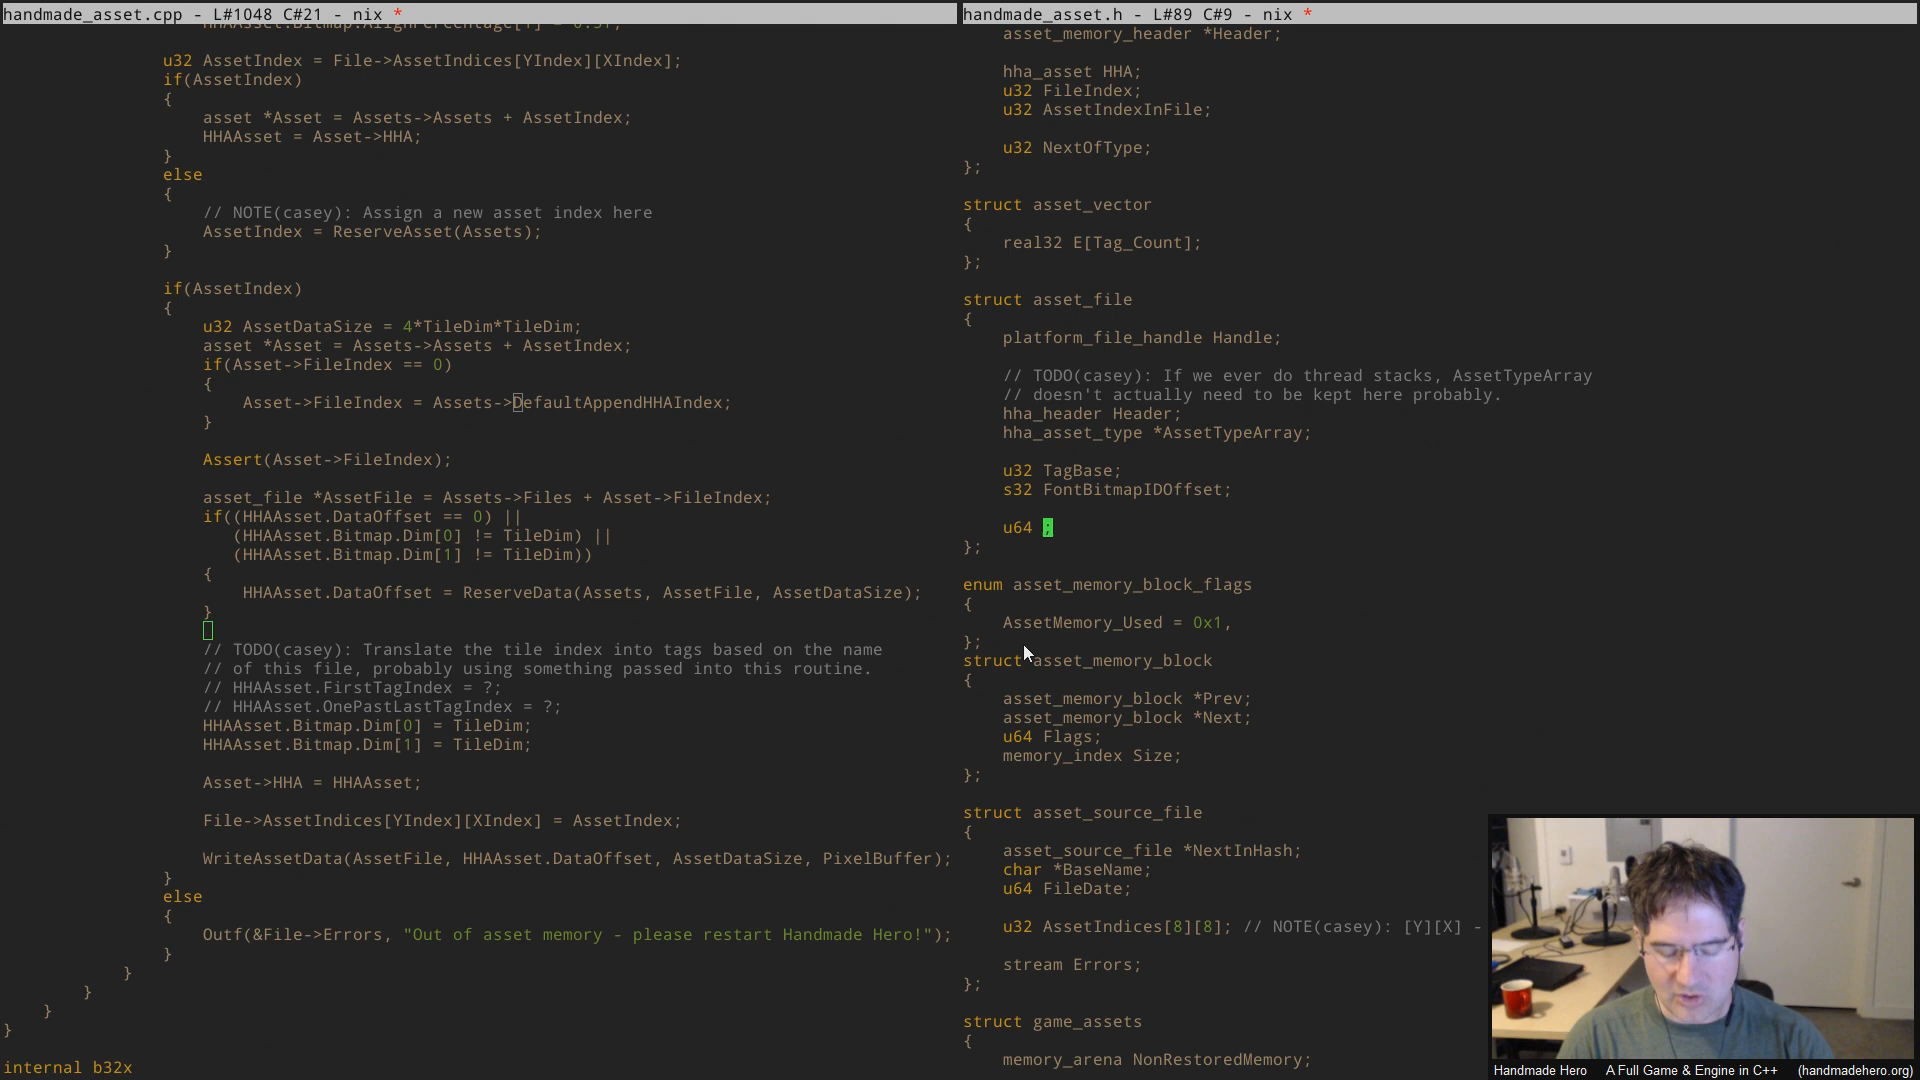 handmade_asset.cpp - L#1048 C#21 - nix *
u32 AssetIndex = File->AssetIndices[YIndex][XIndex];
if(AssetIndex)
{
asset *Asset = Assets->Assets + AssetIndex;
HHAAsset = Asset->HHA;
}
else
{
// NOTE(casey): Assign a new asset index here
AssetIndex = ReserveAsset(Assets);
}
if(AssetIndex)
{
u32 AssetDataSize = 4*TileDim*TileDim;
asset *Asset = Assets->Assets + AssetIndex;
if(Asset->FileIndex == 0)
{
Asset->FileIndex = Assets->DefaultAppendHHAIndex;
}
Assert(Asset->FileIndex);
asset_file *AssetFile = Assets->Files + Asset->FileIndex;
if((HHAAsset.DataOffset == 0) ||
(HHAAsset.Bitmap.Dim[0] != TileDim) ||
(HHAAsset.Bitmap.Dim[1] != TileDim))
{
HHAAsset.DataOffset = ReserveData(Assets, AssetFile, AssetDataSize);
}
// TODO(casey): Translate the tile index into tags based on the name
// of this file, probably using something passed into this routine.
// HHAAsset.FirstTagIndex = ?;
// HHAAsset.OnePastLastTagIndex = ?;
HHAAsset.Bitmap.Dim[0] = TileDim;
HHAAsset.Bitmap.Dim[1] = TileDim;
Asset->HHA = HHAAsset;
File->AssetIndices[YIndex][XIndex] = AssetIndex;
WriteAssetData(AssetFile, HHAAsset.DataOffset, AssetDataSize, PixelBuffer);
}
else
{
Outf(&File->Errors, "Out of asset memory - please restart Handmade Hero!");
}
}
}
}
}
internal b32x
handmade_asset.h - L#89 C#9 - nix *
asset_memory_header *Header;
hha_asset HHA;
u32 FileIndex;
u32 AssetIndexInFile;
u32 NextOfType;
};
struct asset_vector
{
real32 E[Tag_Count];
};
struct asset_file
{
platform_file_handle Handle;
// TODO(casey): If we ever do thread stacks, AssetTypeArray
// doesn't actually need to be kept here probably.
hha_header Header;
hha_asset_type *AssetTypeArray;
u32 TagBase;
s32 FontBitmapIDOffset;
u64 ;
};
enum asset_memory_block_flags
{
AssetMemory_Used = 0x1,
};
struct asset_memory_block
{
asset_memory_block *Prev;
asset_memory_block *Next;
u64 Flags;
memory_index Size;
};
struct asset_source_file
{
asset_source_file *NextInHash;
char *BaseName;
u64 FileDate;
u32 AssetIndices[8][8]; // NOTE(casey): [Y][X] -
stream Errors;
};
struct game_assets
{
memory_arena NonRestoredMemory;
Handmade Hero A Full Game & Engine in C++ (handmadehero.org)